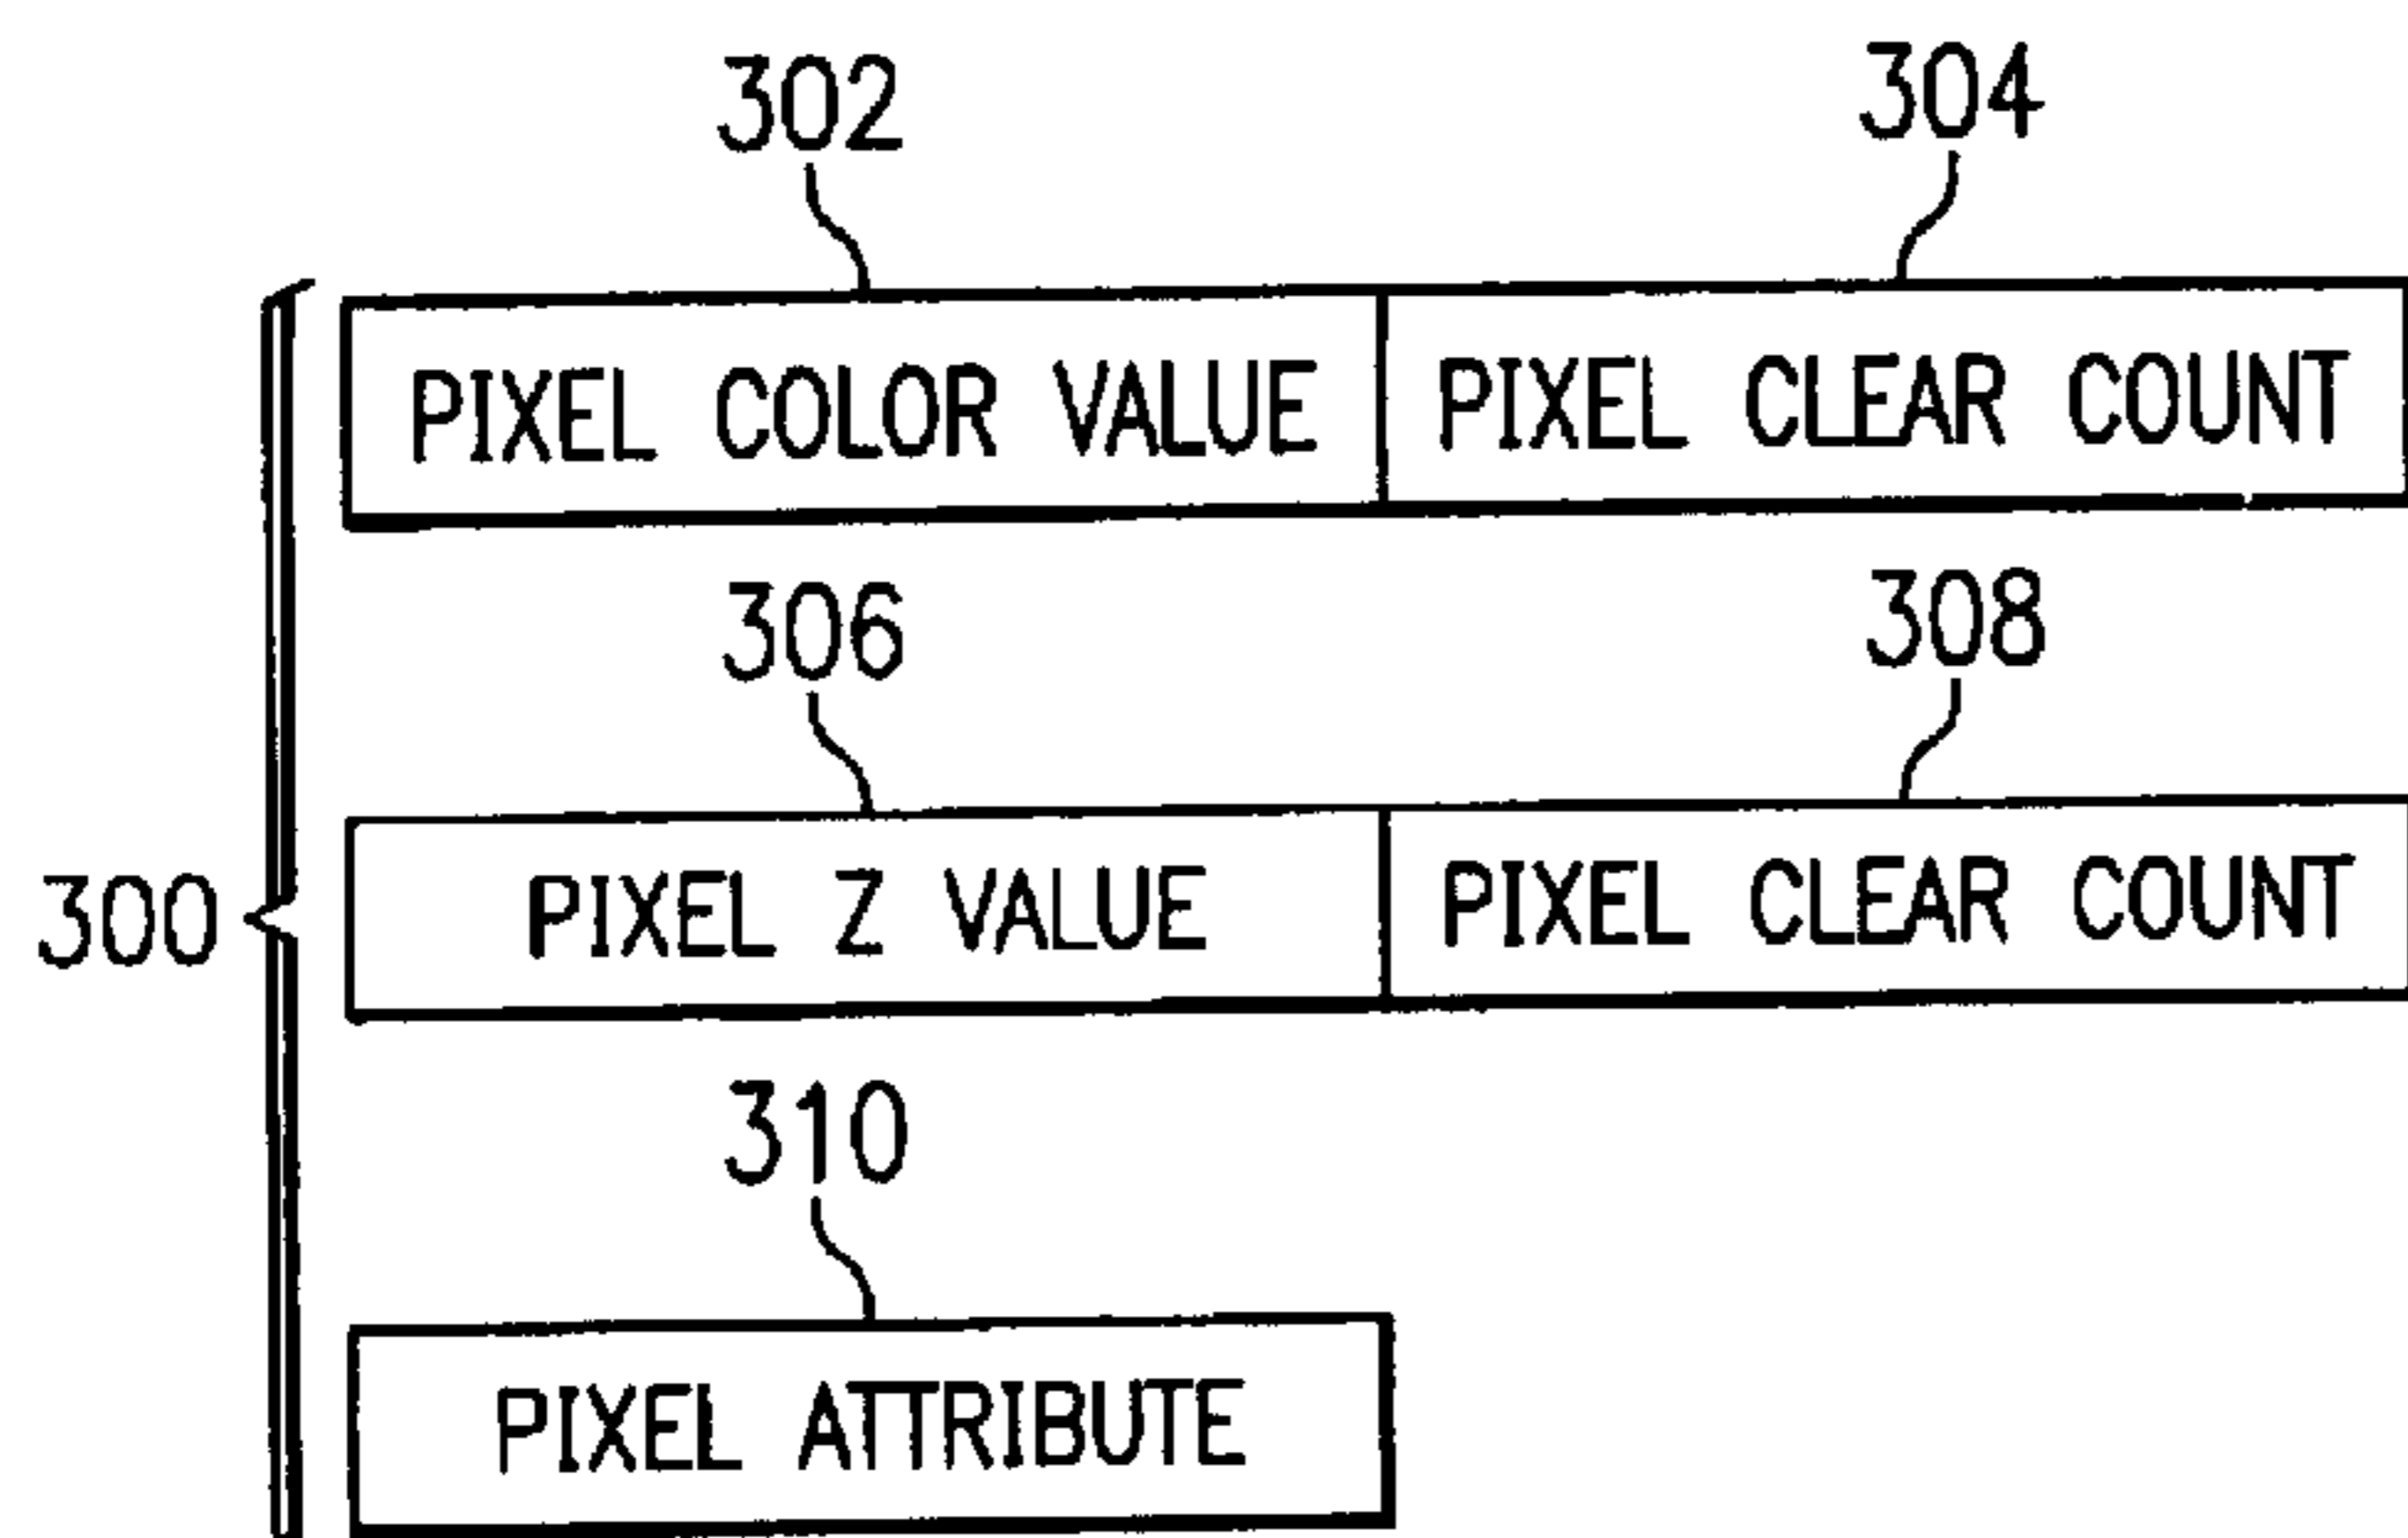 302 304
PIXEL COLOR VALUE PIXEL CLEAR COUNT
306 308
300 PIXEL Z VALUE PIXEL CLEAR COUNT
310
PIXEL ATTRIBUTE